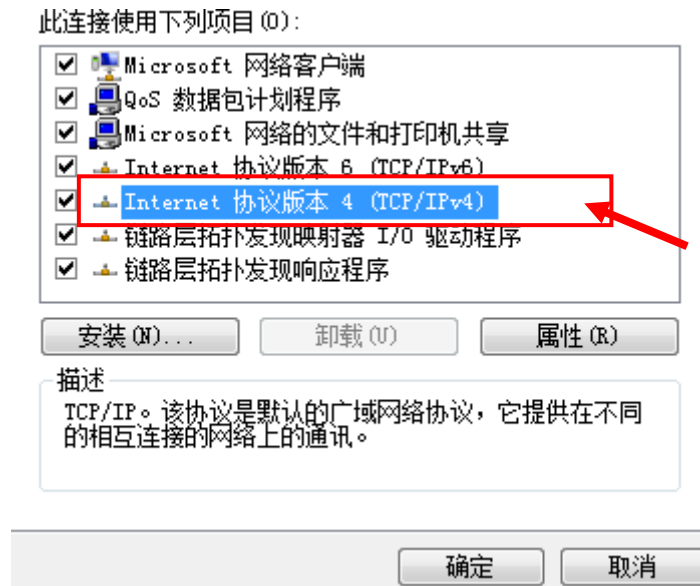 此连接使用下列项目(O):
Microsoft 网络客户端
QoS 数据包计划程序
Microsoft 网络的文件和打印机共享
Internet 协议版本 6 (TCP/IPv6)
Internet 协议版本 4 (TCP/IPv4)
链路层拓扑发现映射器 I/O 驱动程序
链路层拓扑发现响应程序
安装(N)... 卸载(U) 属性(R)
描述
TCP/IP。该协议是默认的广域网络协议，它提供在不同
的相互连接的网络上的通讯。
确定 取消